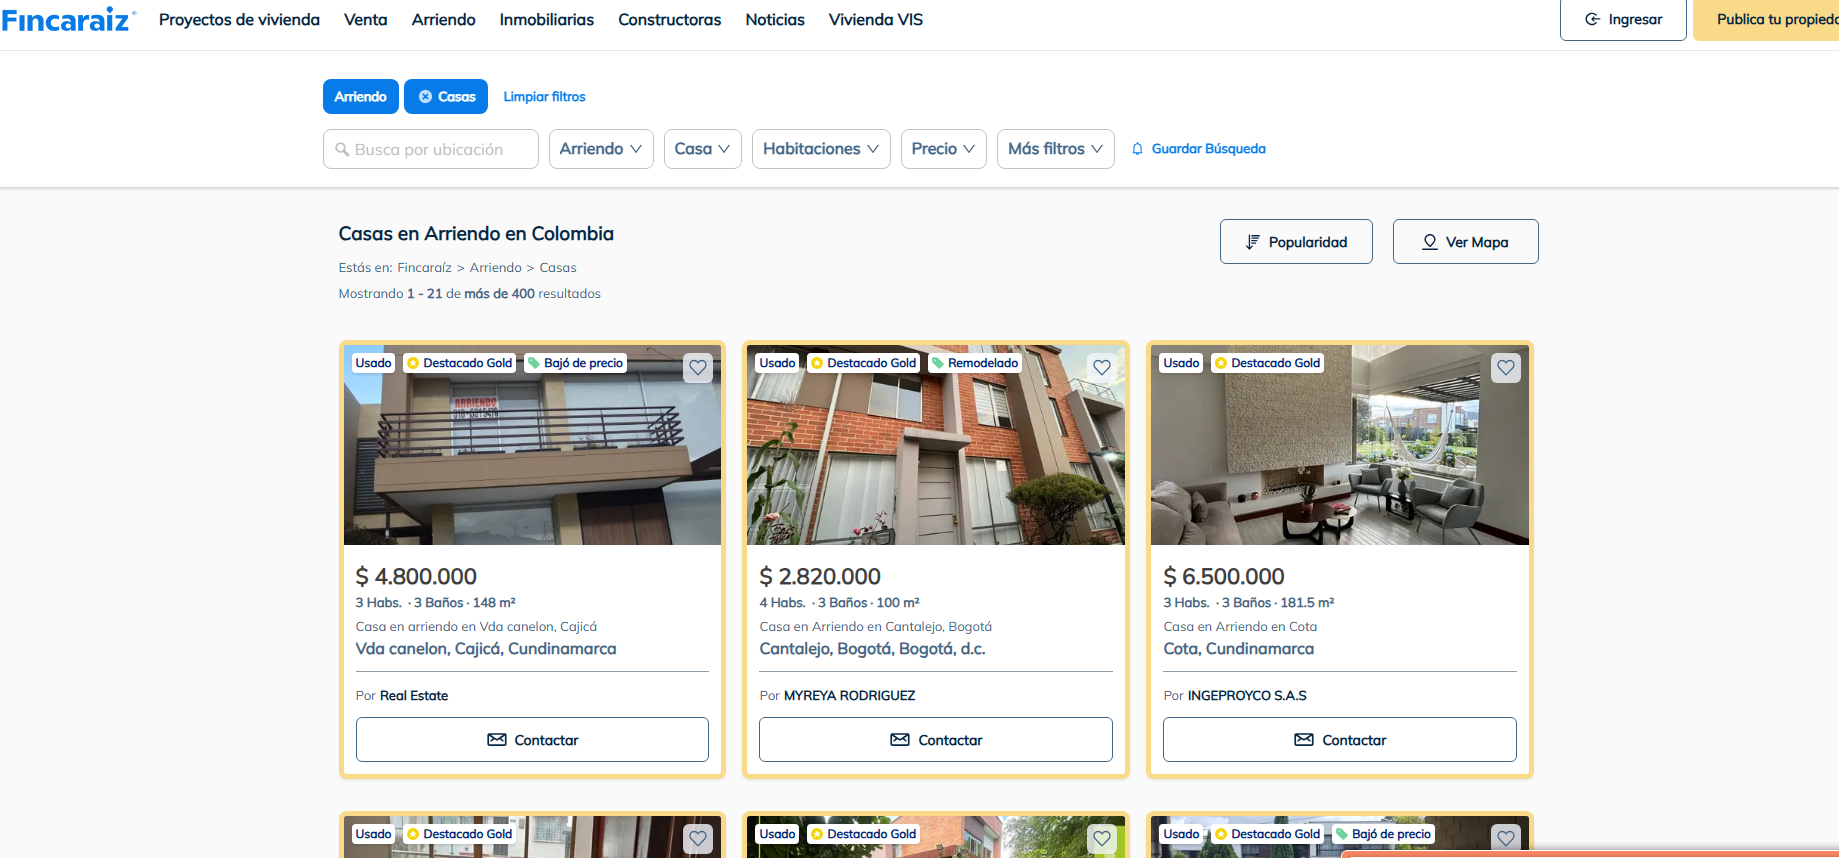 Fincaraiz
Proyectos de vivienda Venta Arriendo Inmobiliarias Constructoras Noticias Vivienda VIS
Ingresar Publica tu
Arriendo Casas Limpiar filtros
Busca por ubicación Arriendo Casa Habitaciones Precio Más filtros Guardar Búsqueda
Casas en Arriendo en Colombia
Popularidad Ver Mapa
Estás en: Fincaraíz > Arriendo > Casas
Mostrando 1 - 21 de más de 400 resultados
Usado Destacado Gold Bajó de precio
ARRIENDO
$ 4.800.000
3 Habs. · 3 Baños · 148 m²
Casa en arriendo en Vda canelon, Cajicá
Vda canelon, Cajicá, Cundinamarca
Por Real Estate
Contactar
Usado Destacado Gold Remodelado
$ 2.820.000
4 Habs. · 3 Baños · 100 m²
Casa en Arriendo en Cantalejo, Bogotá
Cantalejo, Bogotá, Bogotá, d.c.
Por MYREYA RODRIGUEZ
Contactar
Usado Destacado Gold
$ 6.500.000
3 Habs. · 3 Baños · 181.5 m²
Casa en Arriendo en Cota
Cota, Cundinamarca
Por INGEPROYCO S.A.S
Contactar
Usado Destacado Gold
Usado Destacado Gold
Usado Destacado Gold Bajó de precio